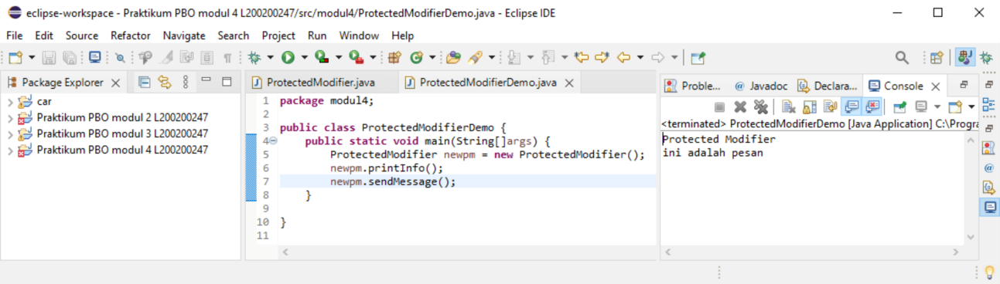 eclipse-workspace - Praktikum PBO modul 4 L200200247/src/modul4/ProtectedModifierDemo.java - Eclipse IDE
File Edit Source Refactor Navigate Search Project Run Window Help
Package Explorer
car
Praktikum PBO modul 2 L200200247
Praktikum PBO modul 3 L200200247
Praktikum PBO modul 4 L200200247
ProtectedModifier.java ProtectedModifierDemo.java
1 package modul4;
2
3 public class ProtectedModifierDemo {
4 public static void main(String[]args) {
5 ProtectedModifier newpm = new ProtectedModifier();
6 newpm.printInfo();
7 newpm.sendMessage();
8 }
9
10 }
11
Proble... @ Javadoc Declara... Console
<terminated> ProtectedModifierDemo [Java Application] C:\Progra
Protected Modifier
ini adalah pesan